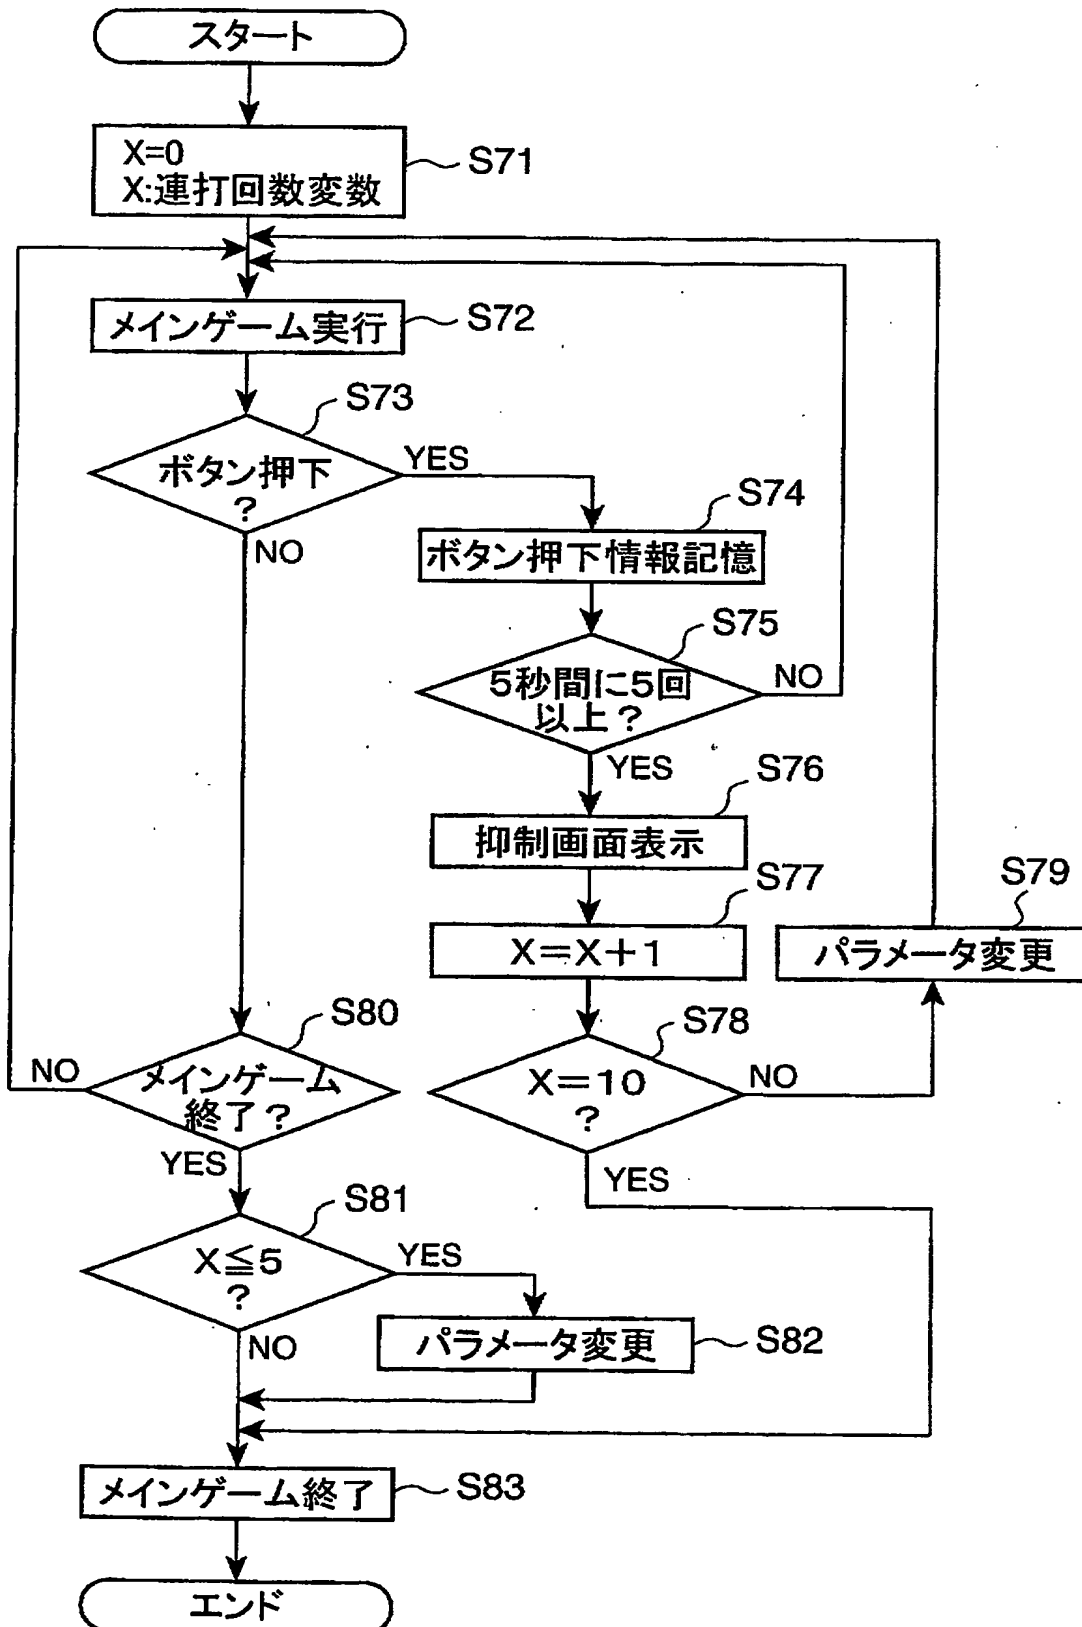 スタート
X=0
X:連打回数変数
S71
メインゲーム実行
S72
S73
ボタン押下
?
YES
NO
S74
ボタン押下情報記憶
S75
5秒間に5回
以上?
NO
YES
S76
抑制画面表示
S77
X=X+1
S79
パラメータ変更
S78
X=10
?
NO
YES
S80
メインゲーム
終了?
NO
YES
S81
X≦5
?
YES
NO
パラメータ変更
S82
メインゲーム終了
S83
エンド